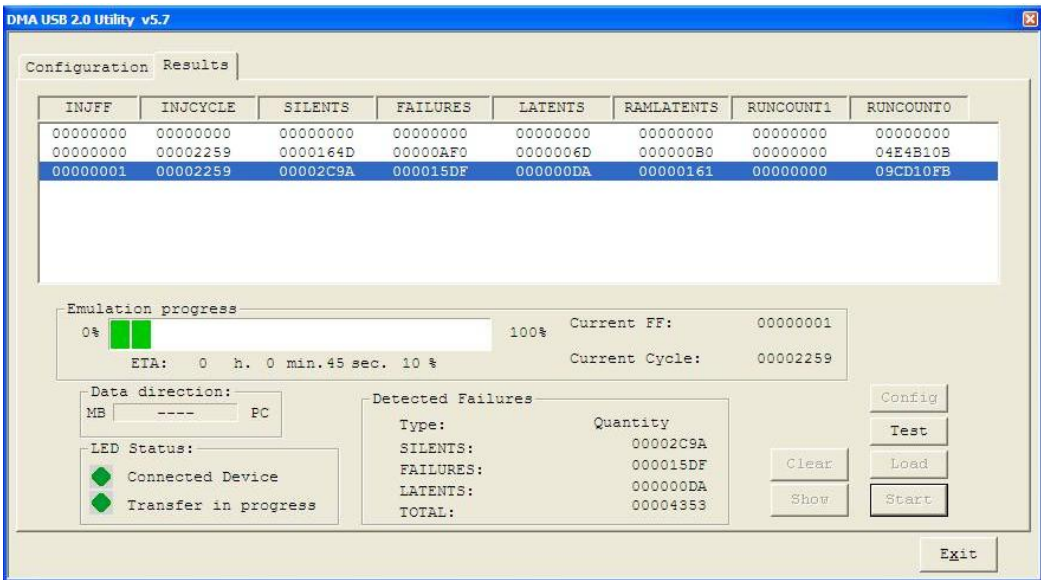 DMA USB 2.0 Utility v5.7
Configuration Results
INJFF INJCYCLE SILENTS FAILURES LATENTS RAMLATENTS RUNCOUNT1 RUNCOUNT0
00000000 00000000 00000000 00000000 00000000 00000000 00000000 00000000
00000000 00002259 0000164D 00000AF0 0000006D 000000B0 00000000 04E4B10B
00000001 00002259 00002C9A 000015DF 000000DA 00000161 00000000 09CD10FB
Emulation progress
0% 100% Current FF: 00000001
ETA: 0 h. 0 min. 45 sec. 10 % Current Cycle: 00002259
Data direction:
MB ---- PC
LED Status:
Connected Device
Transfer in progress
Detected Failures
Type: Quantity
SILENTS: 00002C9A
FAILURES: 000015DF
LATENTS: 000000DA
TOTAL: 00004353
Config
Test
Clear Load
Show Start
Exit